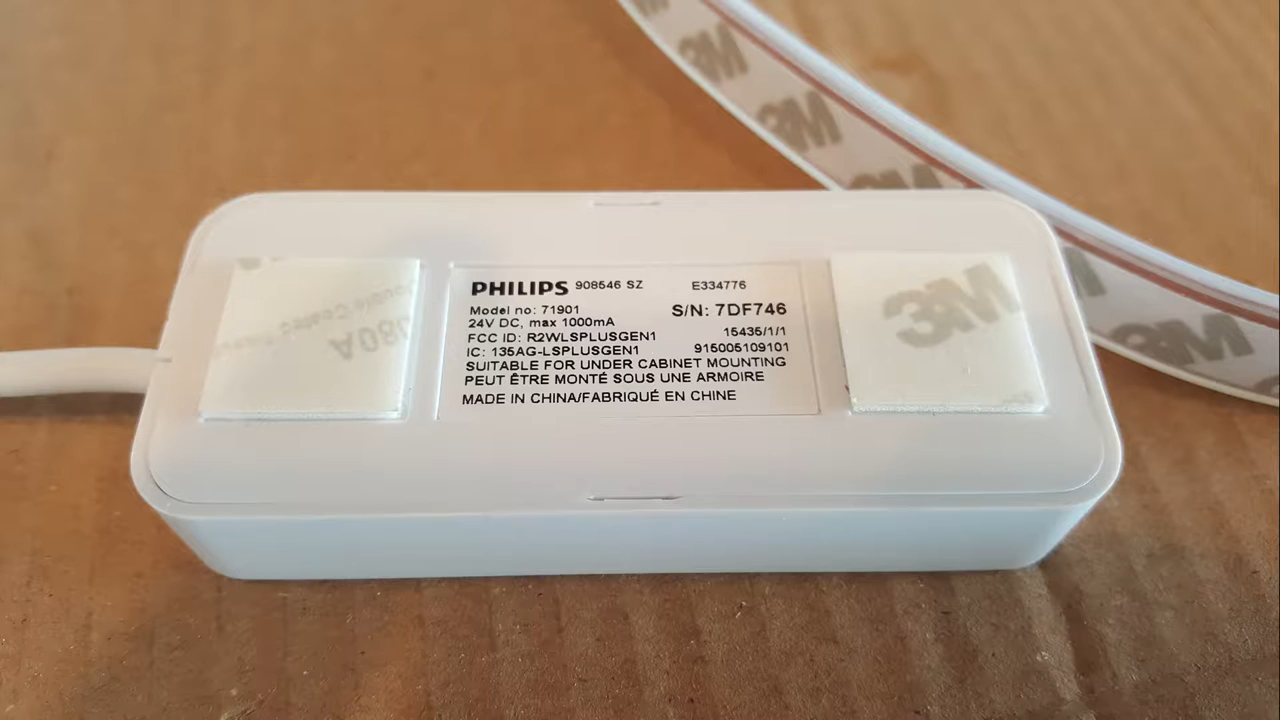 PHILIPS 908546 SZ E334776
Model no: 71901 S/N: 7DF746
24V DC, max 1000mA
FCC ID: R2WLSPLUSGEN1 15435/1/1
IC: 135AG-LSPLUSGEN1 915005109101
SUITABLE FOR UNDER CABINET MOUNTING
PEUT ÊTRE MONTÉ SOUS UNE ARMOIRE
MADE IN CHINA/FABRIQUÉ EN CHINE
3M
3M
3M
3M